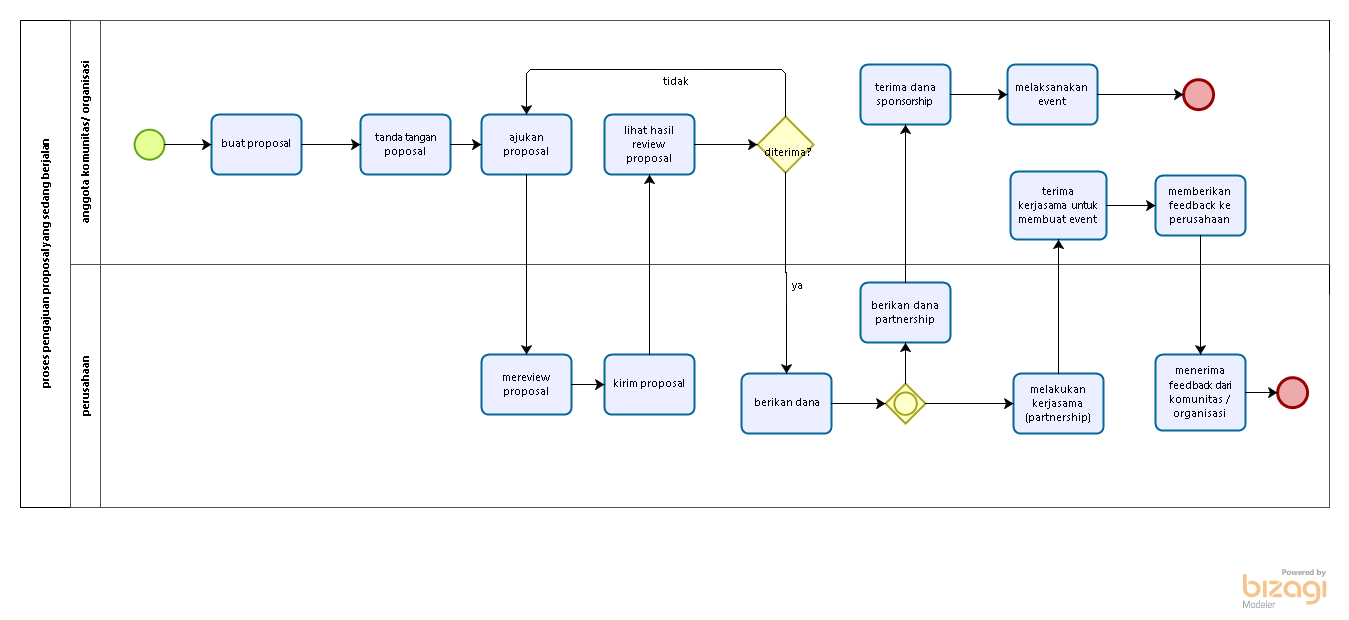 proses pengajuan proposal yang sedang berjalan
anggota komunitas/ organisasi
buat proposal
tanda tangan
poposal
ajukan
proposal
lihat hasil
review
proposal
tidak
diterima?
terima dana
sponsorship
melaksanakan
event
terima
kerjasama untuk
membuat event
memberikan
feedback ke
perusahaan
perusahaan
mereview
proposal
kirim proposal
ya
berikan dana
berikan dana
partnership
melakukan
kerjasama
(partnership)
menerima
feedback dari
komunitas /
organisasi
Powered by
bizagi
Modeler